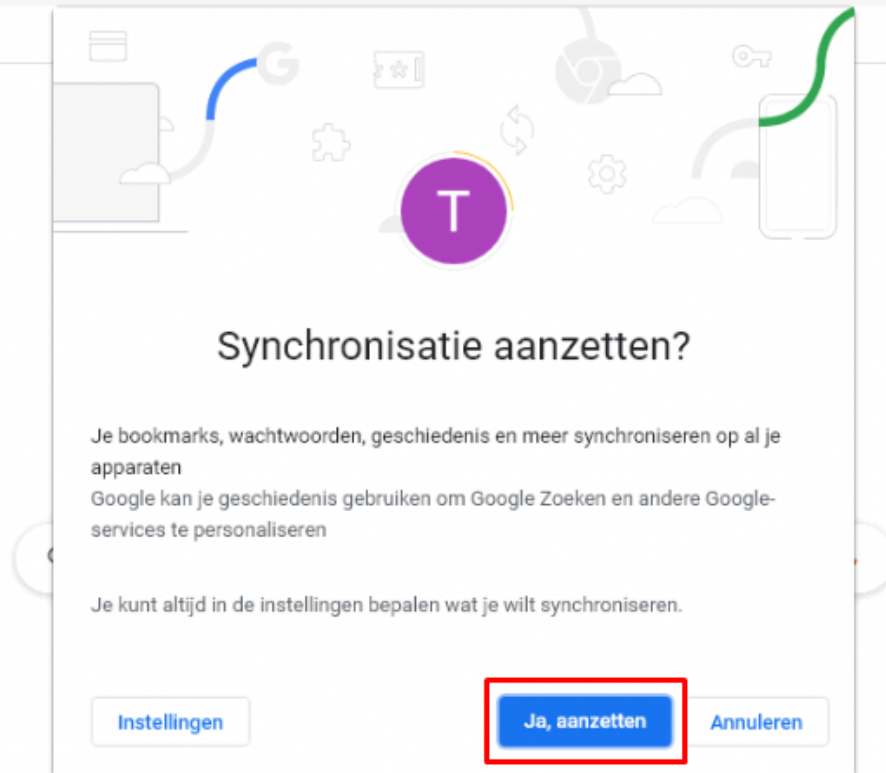 T
Synchronisatie aanzetten?
Je bookmarks, wachtwoorden, geschiedenis en meer synchroniseren op al je
apparaten
Google kan je geschiedenis gebruiken om Google Zoeken en andere Google-
services te personaliseren
Je kunt altijd in de instellingen bepalen wat je wilt synchroniseren.
Instellingen
Ja, aanzetten
Annuleren